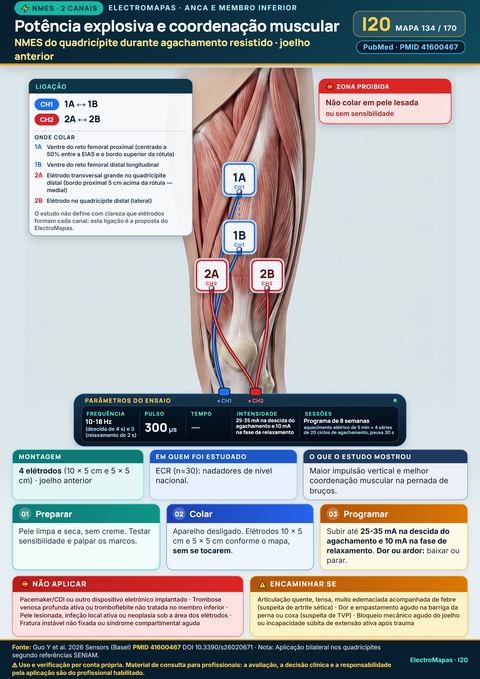 NMES · 2 CANAIS
ELECTROMAPAS · ANCA E MEMBRO INFERIOR
Potência explosiva e coordenação muscular
NMES do quadricípite durante agachamento resistido · joelho
anterior
I20 MAPA 134 / 170
PubMed · PMID 41600467
LIGAÇÃO
CH1 1A ↔ 1B
CH2 2A ↔ 2B
ONDE COLAR
1A Ventre do reto femoral proximal (centrado a
50% entre a EIAS e o bordo superior da rótula)
1B Ventre do reto femoral distal longitudinal
2A Elétrodo transversal grande no quadricípite
distal (bordo proximal 5 cm acima da rótula —
medial)
2B Elétrodo no quadricípite distal (lateral)
O estudo não define com clareza que elétrodos
formam cada canal: esta ligação é a proposta do
ElectroMapas.
ZONA PROIBIDA
Não colar em pele lesada
ou sem sensibilidade
1A
CH1
1B
CH1
2A
CH2
2B
CH2
CH1
CH2
PARÂMETROS DO ENSAIO
FREQUÊNCIA
10-18 Hz
(descida de 4 s) e 3
(relaxamento de 2 s)
PULSO
300 µs
TEMPO
—
INTENSIDADE
25-35 mA na descida do
agachamento e 10 mA
na fase de relaxamento
SESSÕES
Programa de 8 semanas
aquecimento elétrico de 5 min + 4 séries
de 20 ciclos de agachamento, pausa 30 s
MONTAGEM
4 elétrodos (10 × 5 cm e 5 × 5
cm) · joelho anterior
EM QUEM FOI ESTUDADO
ECR (n=30): nadadores de nível
nacional.
O QUE O ESTUDO MOSTROU
Maior impulsão vertical e melhor
coordenação muscular na pernada de
bruços.
01 Preparar
Pele limpa e seca, sem creme. Testar
sensibilidade e palpar os marcos.
02 Colar
Aparelho desligado. Elétrodos 10 × 5
cm e 5 × 5 cm conforme o mapa,
sem se tocarem.
03 Programar
Subir até 25-35 mA na descida do
agachamento e 10 mA na fase de
relaxamento. Dor ou ardor: baixar ou
parar.
NÃO APLICAR
Pacemaker/CDI ou outro dispositivo eletrónico implantado · Trombose
venosa profunda ativa ou tromboflebite não tratada no membro inferior ·
Pele lesionada, infeção local ativa ou neoplasia sob a área dos elétrodos ·
Fratura instável não fixada ou síndrome compartimental aguda
ENCAMINHAR SE
Articulação quente, tensa, muito edemaciada acompanhada de febre
(suspeita de artrite sética) · Dor e empastamento agudo na barriga da
perna ou coxa (suspeita de TVP) · Bloqueio mecânico agudo do joelho
ou incapacidade súbita de extensão ativa após trauma
Fonte: Guo Y et al. 2026 Sensors (Basel) PMID 41600467 DOI 10.3390/s26020671 · Nota: Aplicação bilateral nos quadricípites
segundo referências SENIAM.
Uso e verificação por conta própria. Material de consulta para profissionais: a avaliação, a decisão clínica e a responsabilidade
pela aplicação são do profissional habilitado.
ElectroMapas · I20